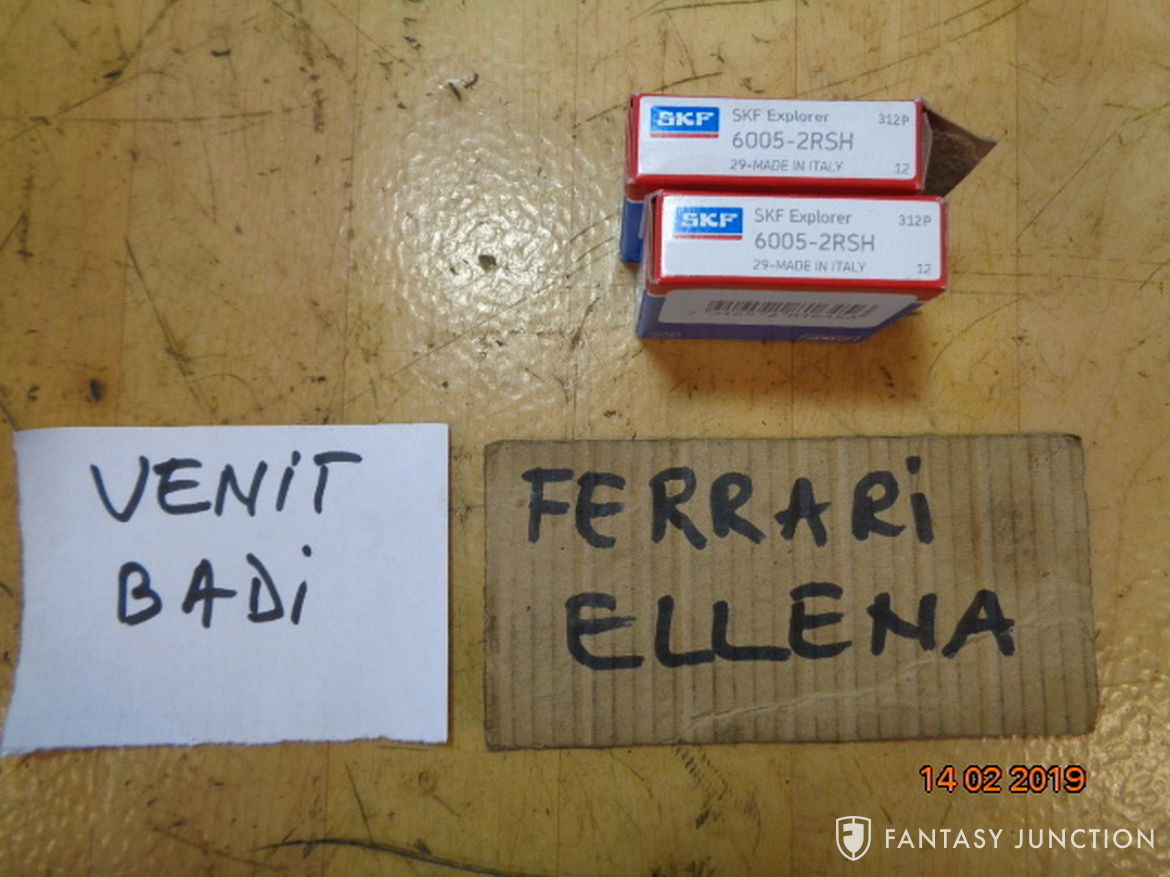 SKF
SKF Explorer
312P
6005-2RSH
29-MADE IN ITALY
12
SKF
SKF Explorer
312P
6005-2RSH
29-MADE IN ITALY
12
VENIT
BADI
FERRARI
ELLENA
14 02 2019
FANTASY JUNCTION